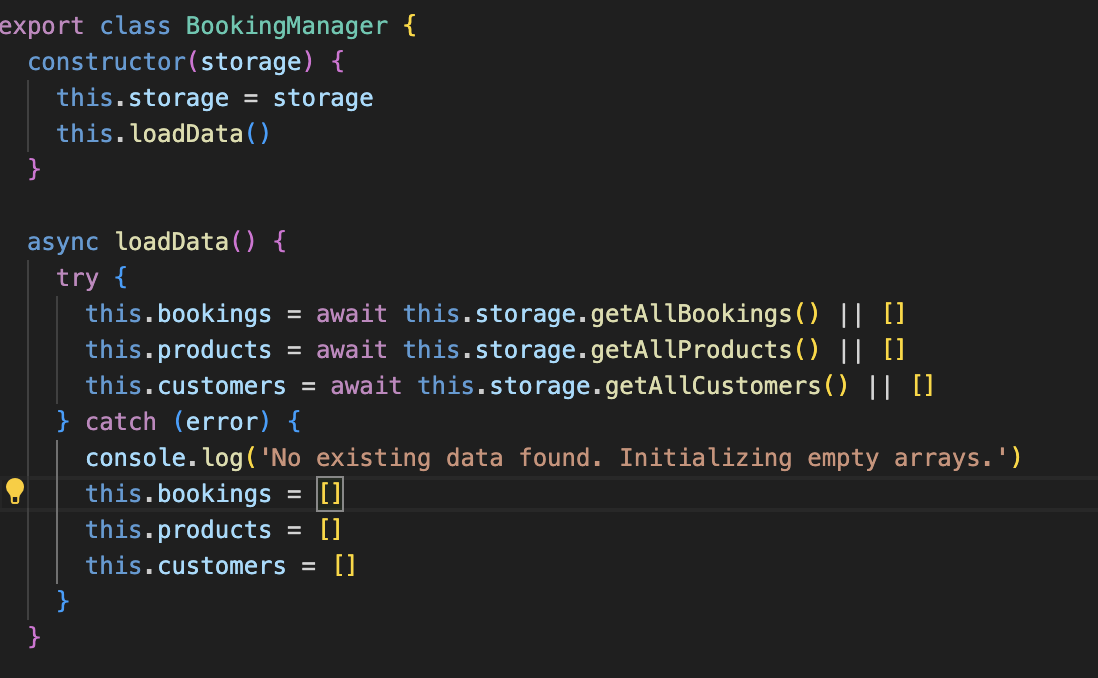 export class BookingManager {
  constructor(storage) {
    this.storage = storage
    this.loadData()
  }

  async loadData() {
    try {
      this.bookings = await this.storage.getAllBookings() || []
      this.products = await this.storage.getAllProducts() || []
      this.customers = await this.storage.getAllCustomers() || []
    } catch (error) {
      console.log('No existing data found. Initializing empty arrays.')
      this.bookings = []
      this.products = []
      this.customers = []
    }
  }